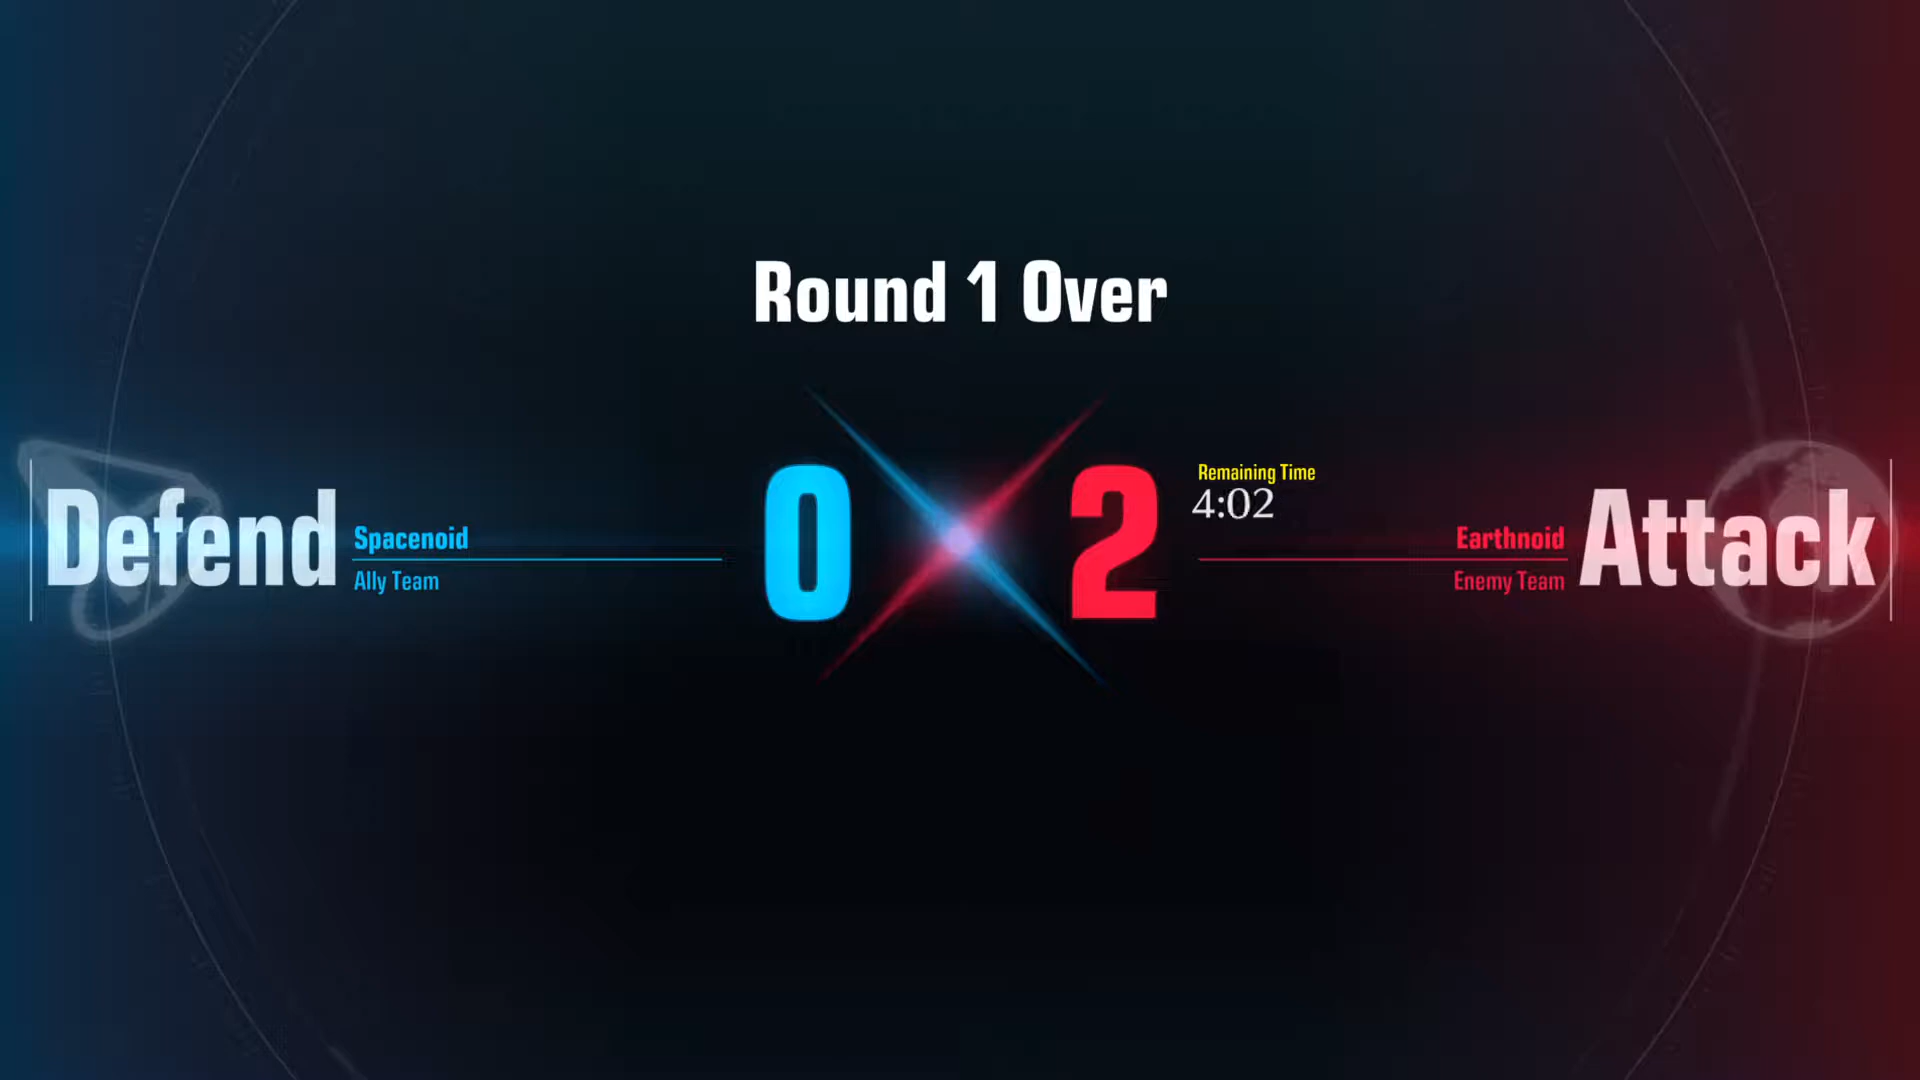 Round 1 Over
Defend
Spacenoid
Ally Team
0
2
Remaining Time
4:02
Earthnoid
Enemy Team
Attack